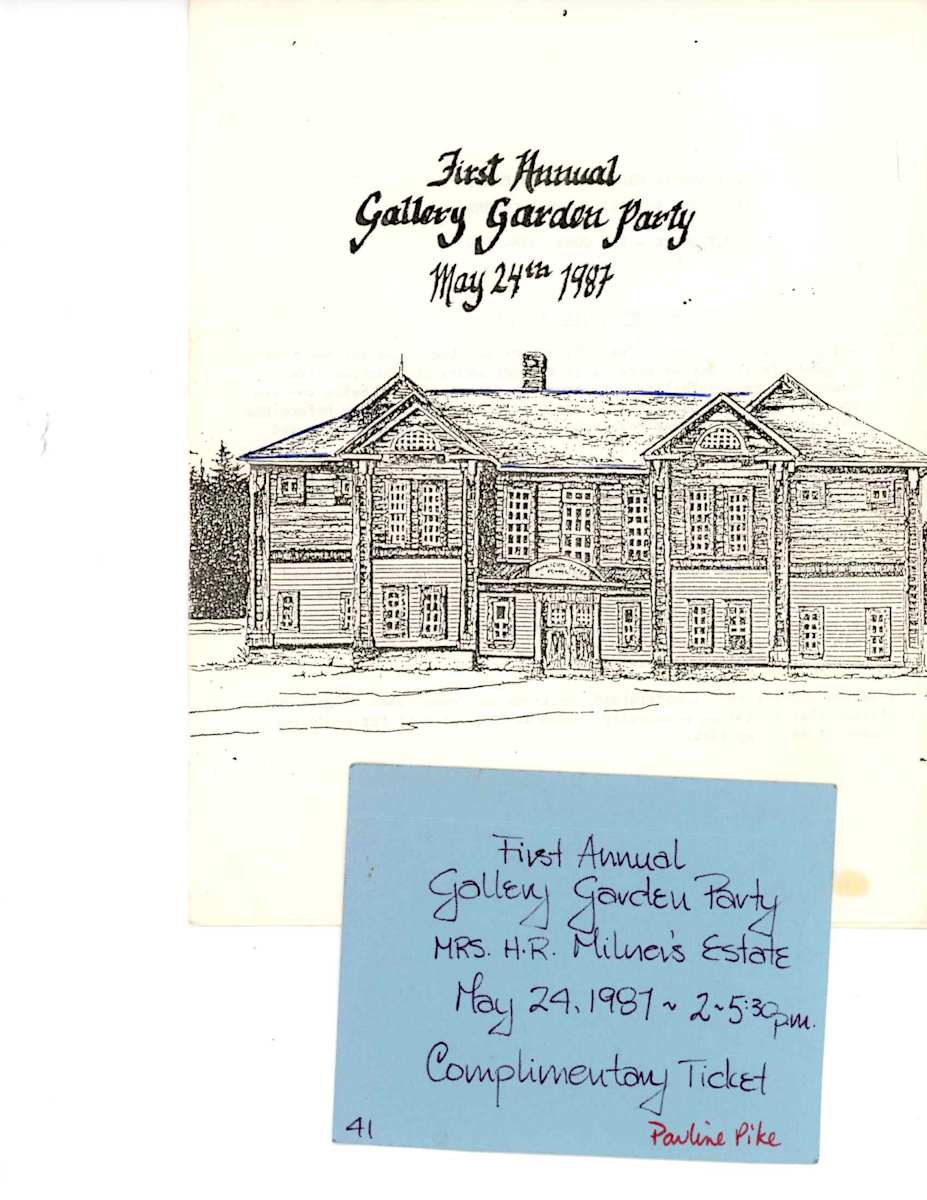 First Annual
Gallery Garden Party
May 24th 1987
First Annual
Gallery Garden Party
MRS. H.R. Milner's Estate
May 24, 1987 ~ 2~5:30pm.
Complimentary Ticket
41
Pauline Pike